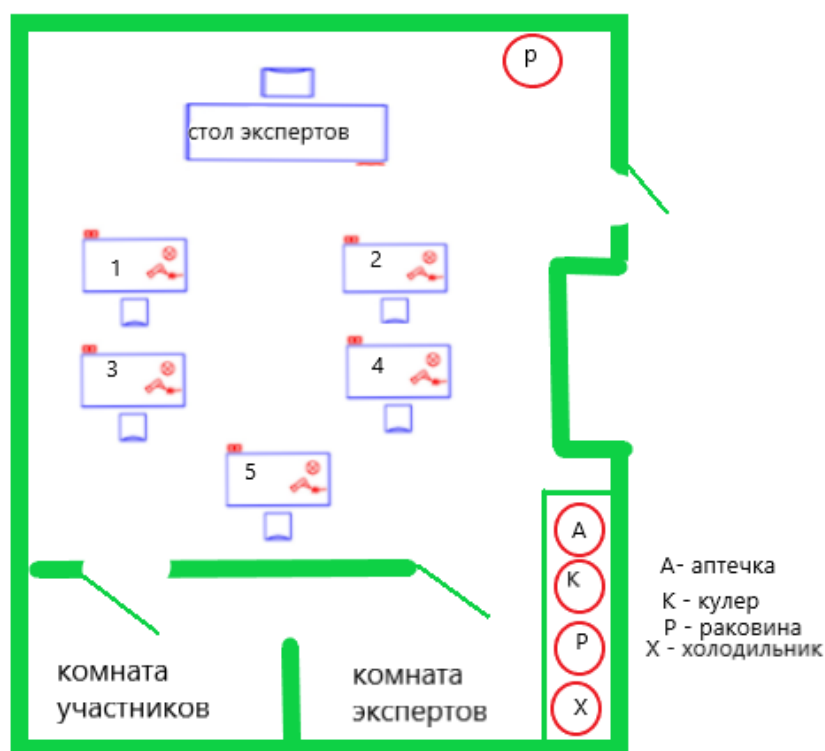 р
стол экспертов
1
2
3
4
5
А
К
Р
Х
А- аптечка
К - кулер
Р - раковина
Х - холодильник
комната
участников
комната
экспертов